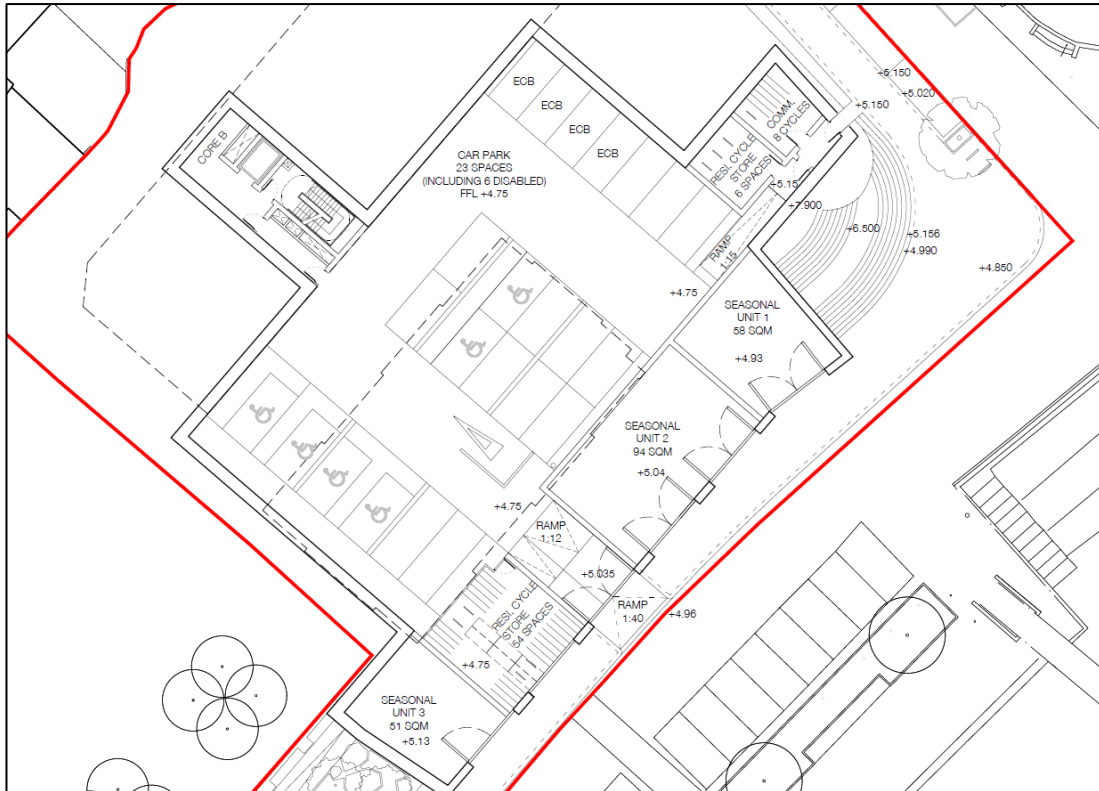 ECB
ECB
ECB
ECB
CAR PARK
23 SPACES
(INCLUDING 6 DISABLED)
FFL +4.75
CORE B
RESI. CYCLE
STORE
6 SPACES
COMM.
8 CYCLES
+5.150
+5.020
+5.150
+5.15
+7.900
+6.500
+5.156
+4.990
+4.850
RAMP
1:15
+4.75
SEASONAL
UNIT 1
58 SQM
+4.93
SEASONAL
UNIT 2
94 SQM
+5.04
+4.75
RAMP
1:12
+5.035
RAMP
1:40
+4.96
RESI. CYCLE
STORE
54 SPACES
+4.75
SEASONAL
UNIT 3
51 SQM
+5.13